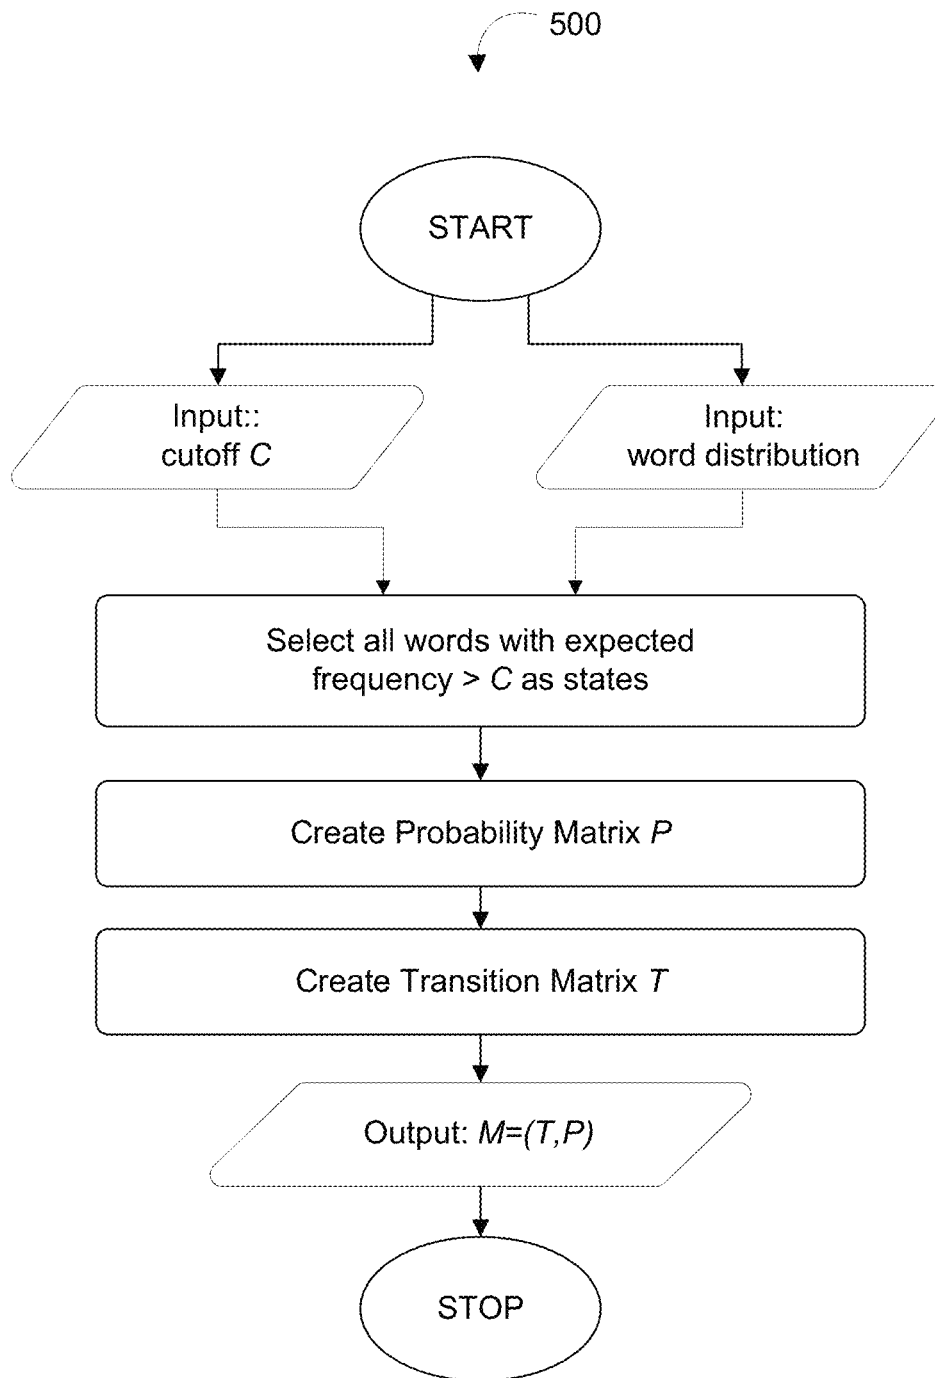 500
START
Input::
cutoff C
Input:
word distribution
Select all words with expected
frequency > C as states
Create Probability Matrix P
Create Transition Matrix T
Output: M=(T,P)
STOP